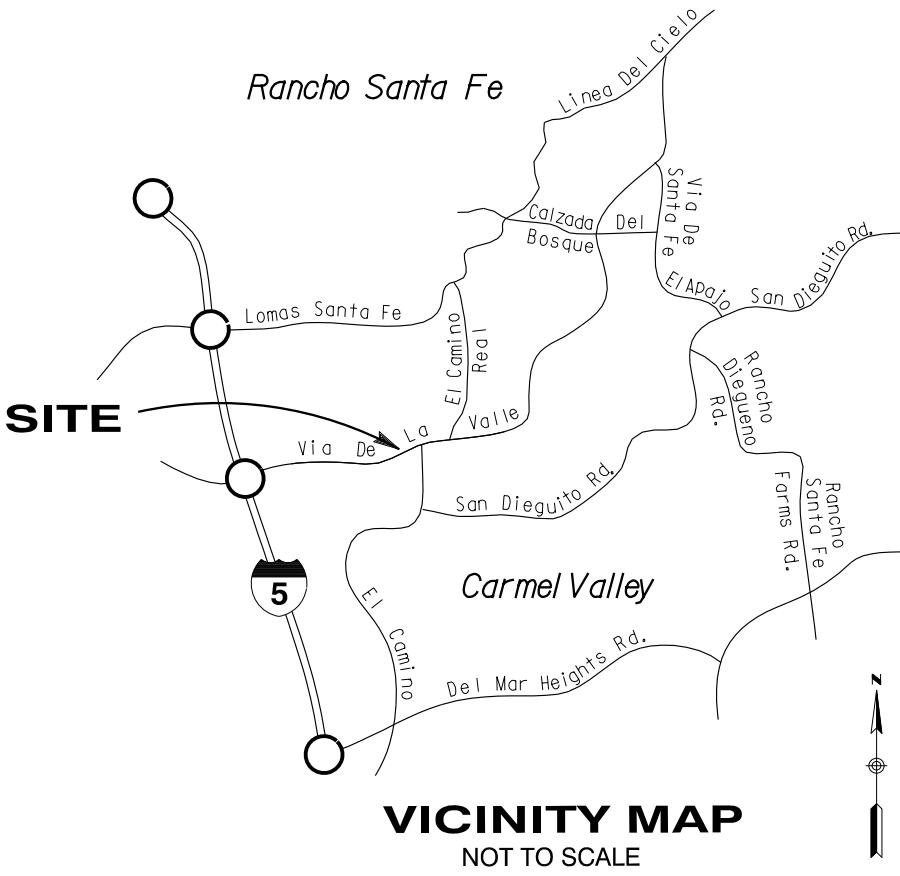 Rancho Santa Fe
Linea Del Cielo
Via De
Santa Fe
Calzada Del
Bosque
El Apajo
San Dieguito Rd.
Lomas Santa Fe
El Camino
Real
Rancho
Diegueno
Rd.
SITE
Via De La Valle
San Dieguito Rd.
Rancho
Santa Fe
Farms Rd.
5
Carmel Valley
El Camino
Del Mar Heights Rd.
N
VICINITY MAP
NOT TO SCALE